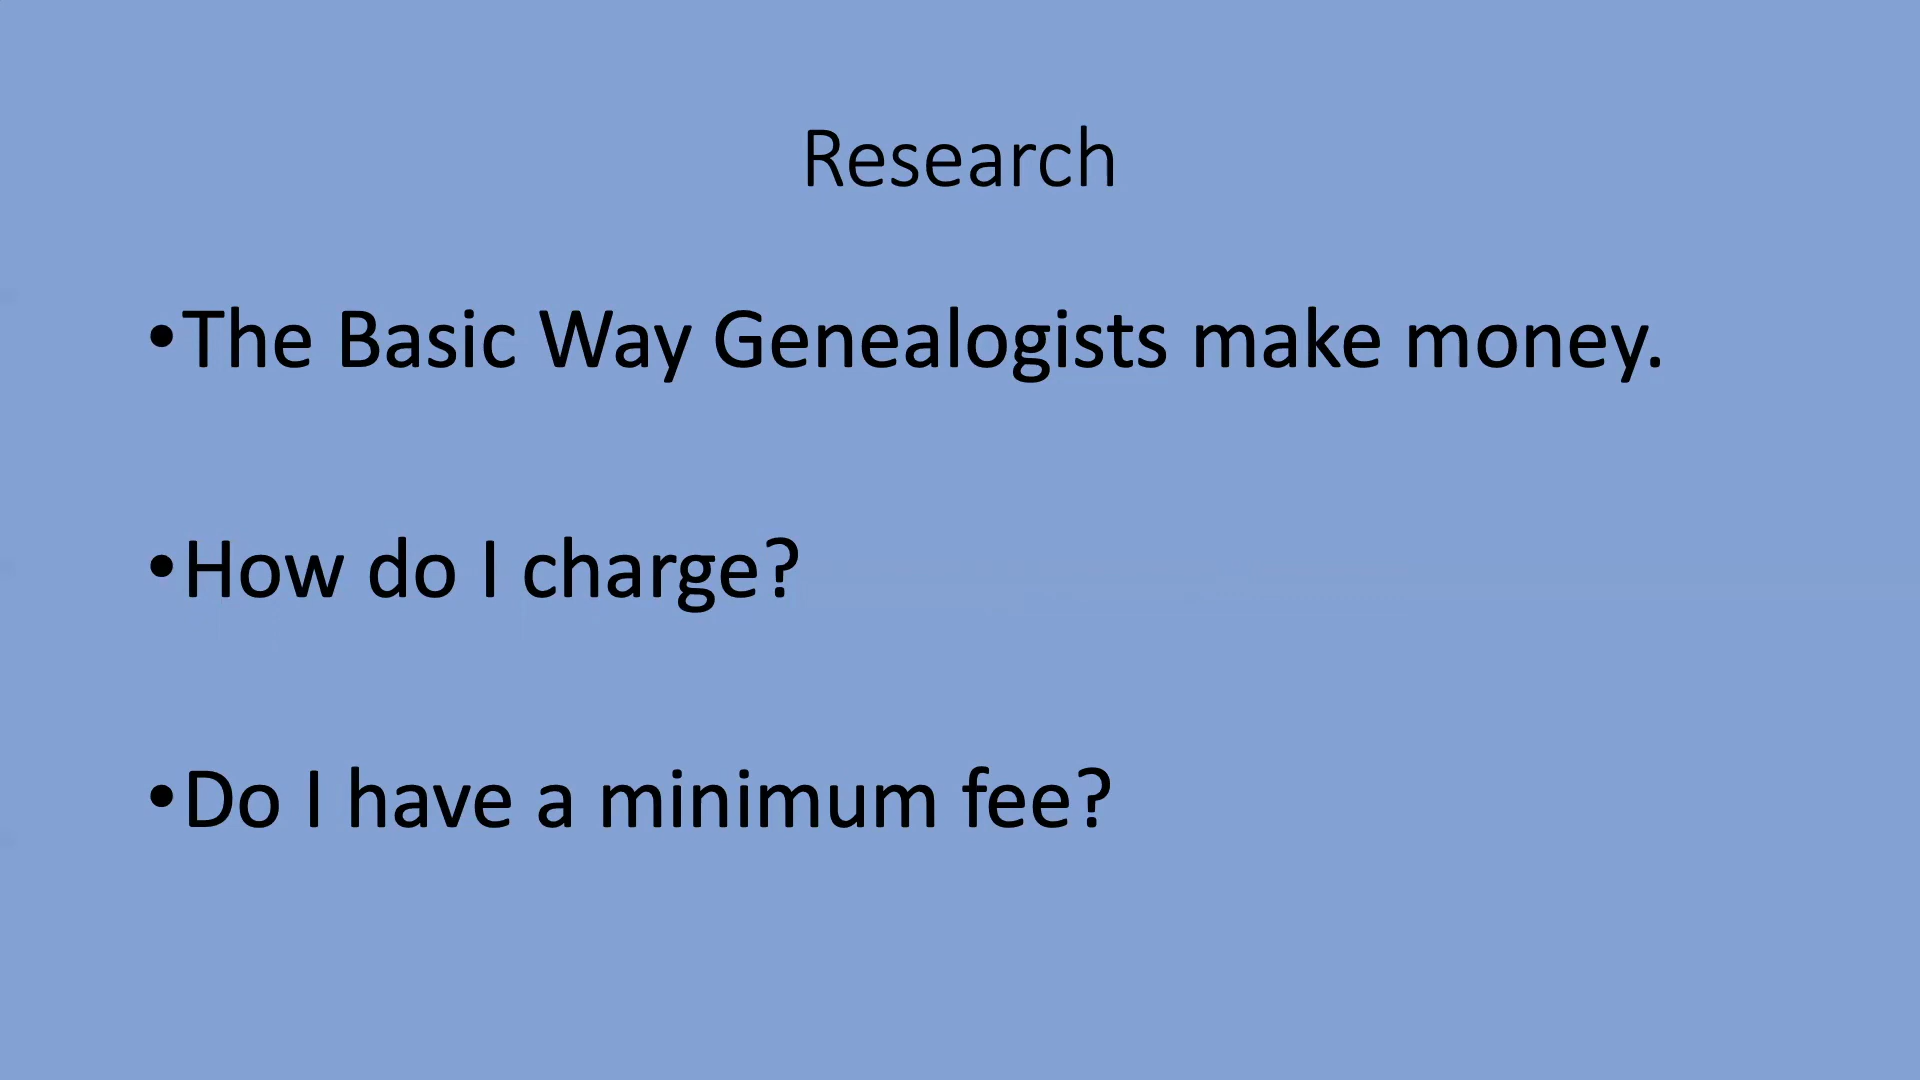 Research
•The Basic Way Genealogists make money.
•How do I charge?
•Do I have a minimum fee?